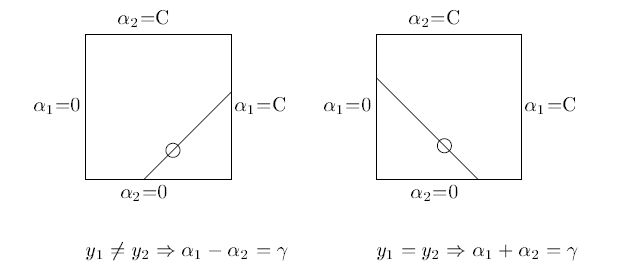 α₂=C
α₁=0
α₁=C
α₂=0
y₁ ≠ y₂ ⇒ α₁ − α₂ = γ
α₂=C
α₁=0
α₁=C
α₂=0
y₁ = y₂ ⇒ α₁ + α₂ = γ